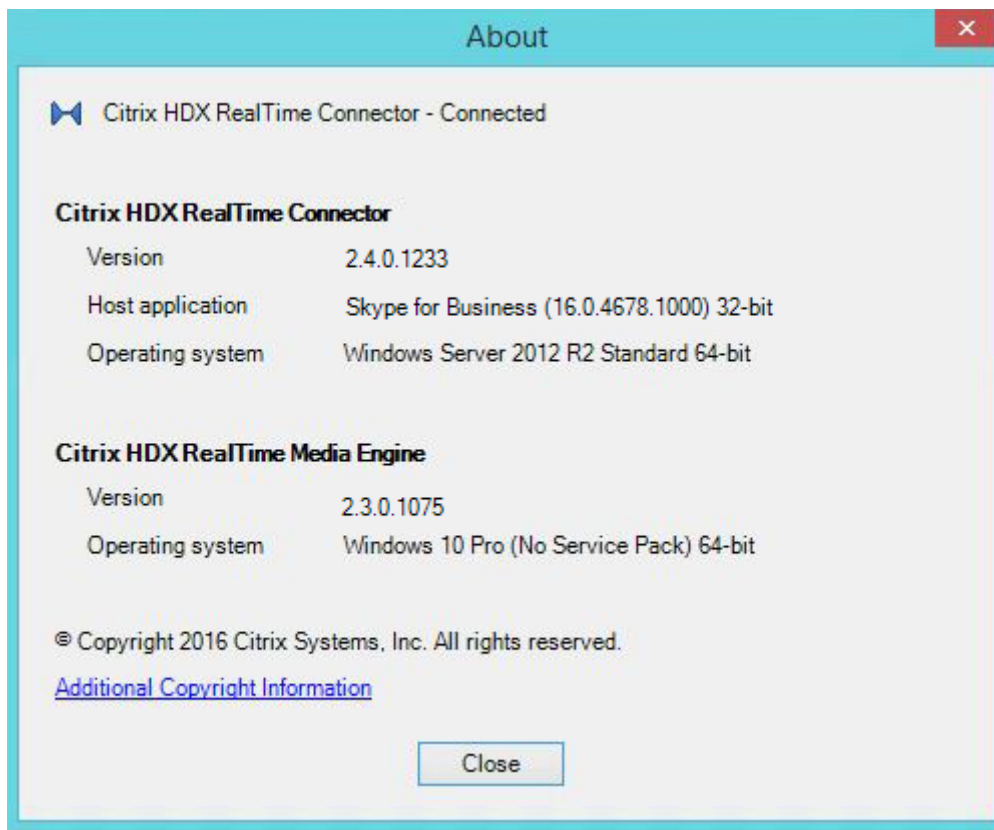 About
Citrix HDX RealTime Connector - Connected
Citrix HDX RealTime Connector
Version 2.4.0.1233
Host application Skype for Business (16.0.4678.1000) 32-bit
Operating system Windows Server 2012 R2 Standard 64-bit
Citrix HDX RealTime Media Engine
Version 2.3.0.1075
Operating system Windows 10 Pro (No Service Pack) 64-bit
© Copyright 2016 Citrix Systems, Inc. All rights reserved.
Additional Copyright Information
Close